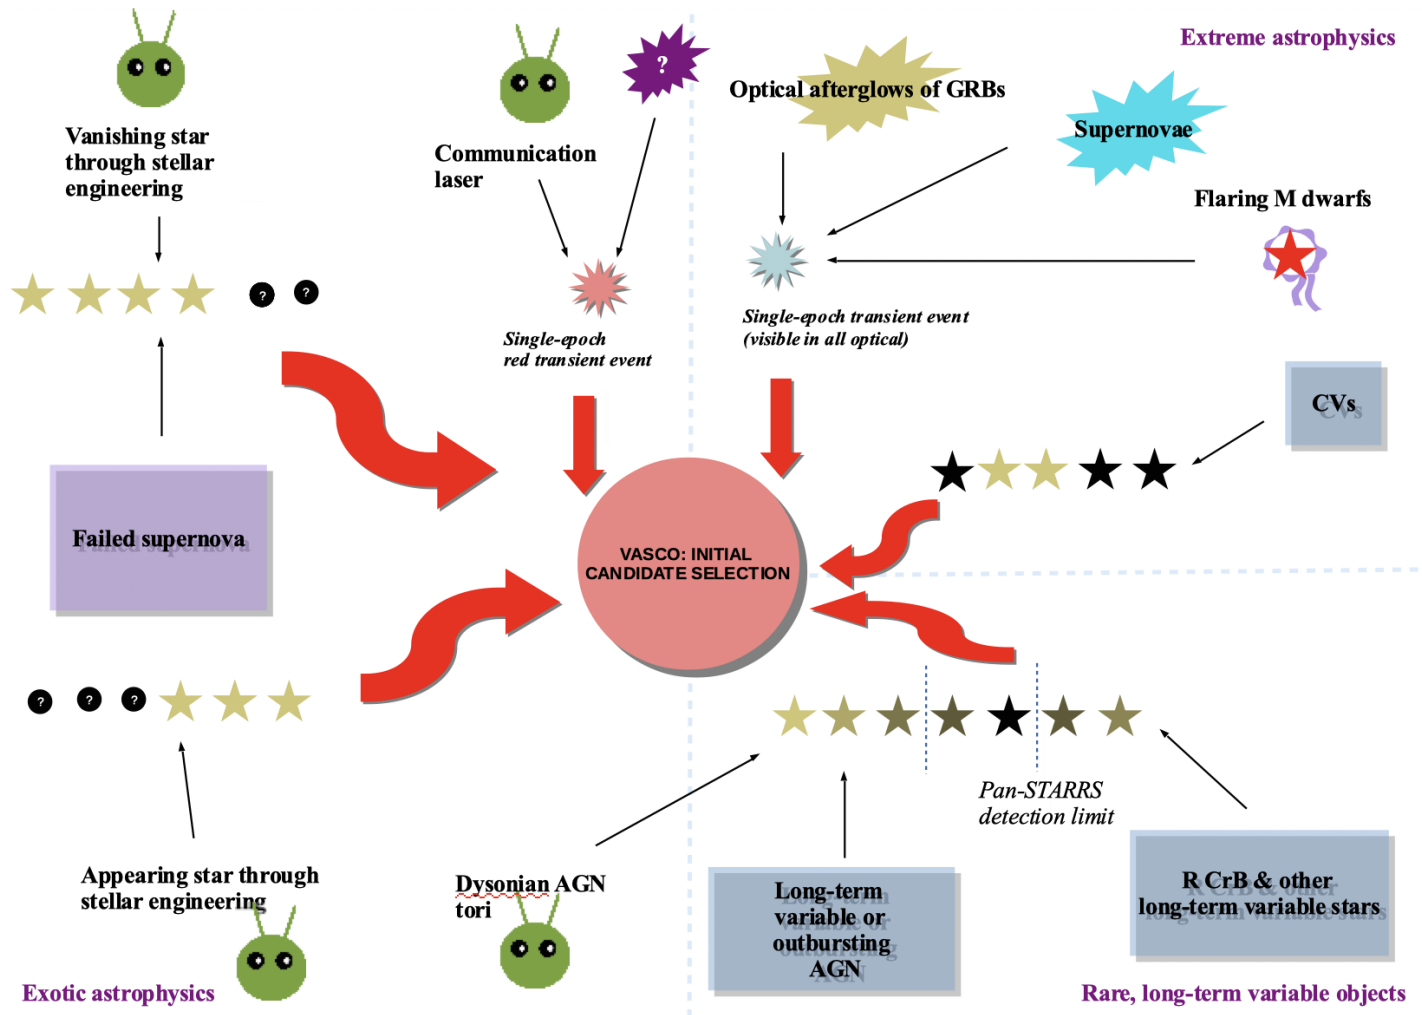 Extreme astrophysics
?
Optical afterglows of GRBs
Supernovae
Vanishing star
through stellar
engineering
Communication
laser
Flaring M dwarfs
? ?
Single-epoch
red transient event
Single-epoch transient event
(visible in all optical)
CVs
Failed supernova
VASCO: INITIAL
CANDIDATE SELECTION
? ? ?
Pan-STARRS
detection limit
Appearing star through
stellar engineering
Dysonian AGN
tori
Long-term
variable or
outbursting
AGN
R CrB & other
long-term variable stars
Exotic astrophysics
Rare, long-term variable objects